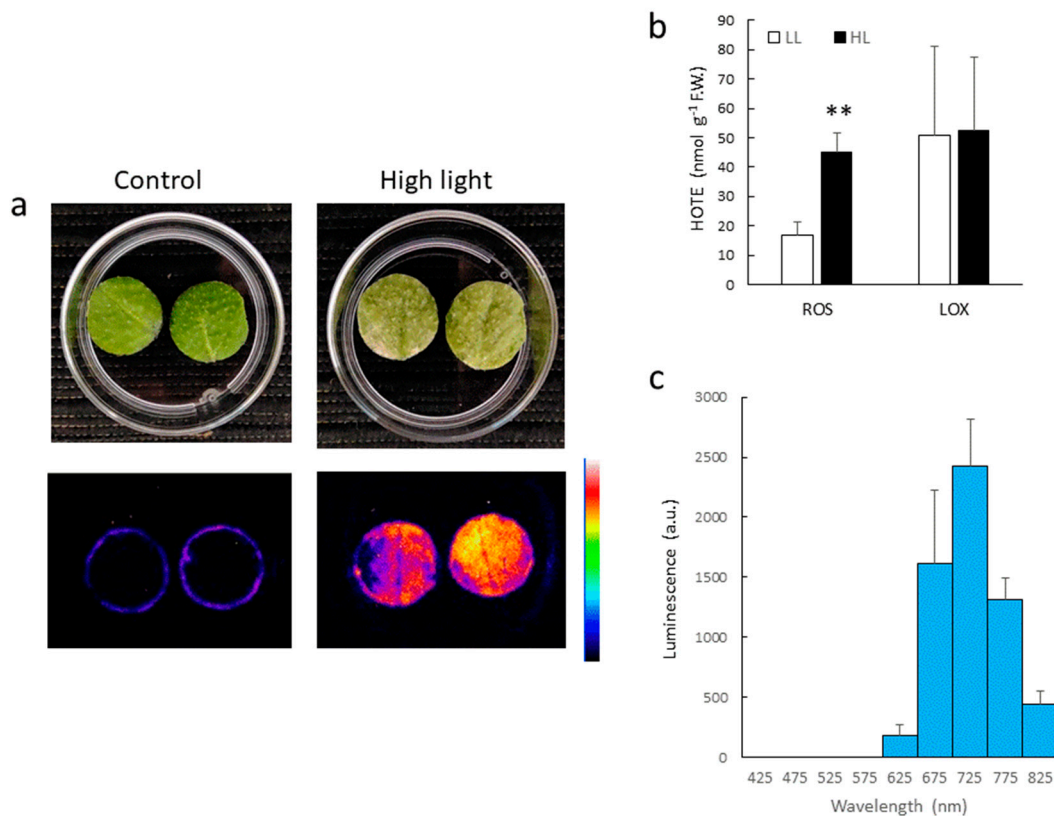 a
Control
High light
b
LL
HL
HOTE (nmol g⁻¹ F.W.)
90
80
70
60
50
40
30
20
10
0
**
ROS
LOX
c
Luminescence (a.u.)
3000
2500
2000
1500
1000
500
0
425 475 525 575 625 675 725 775 825
Wavelength (nm)